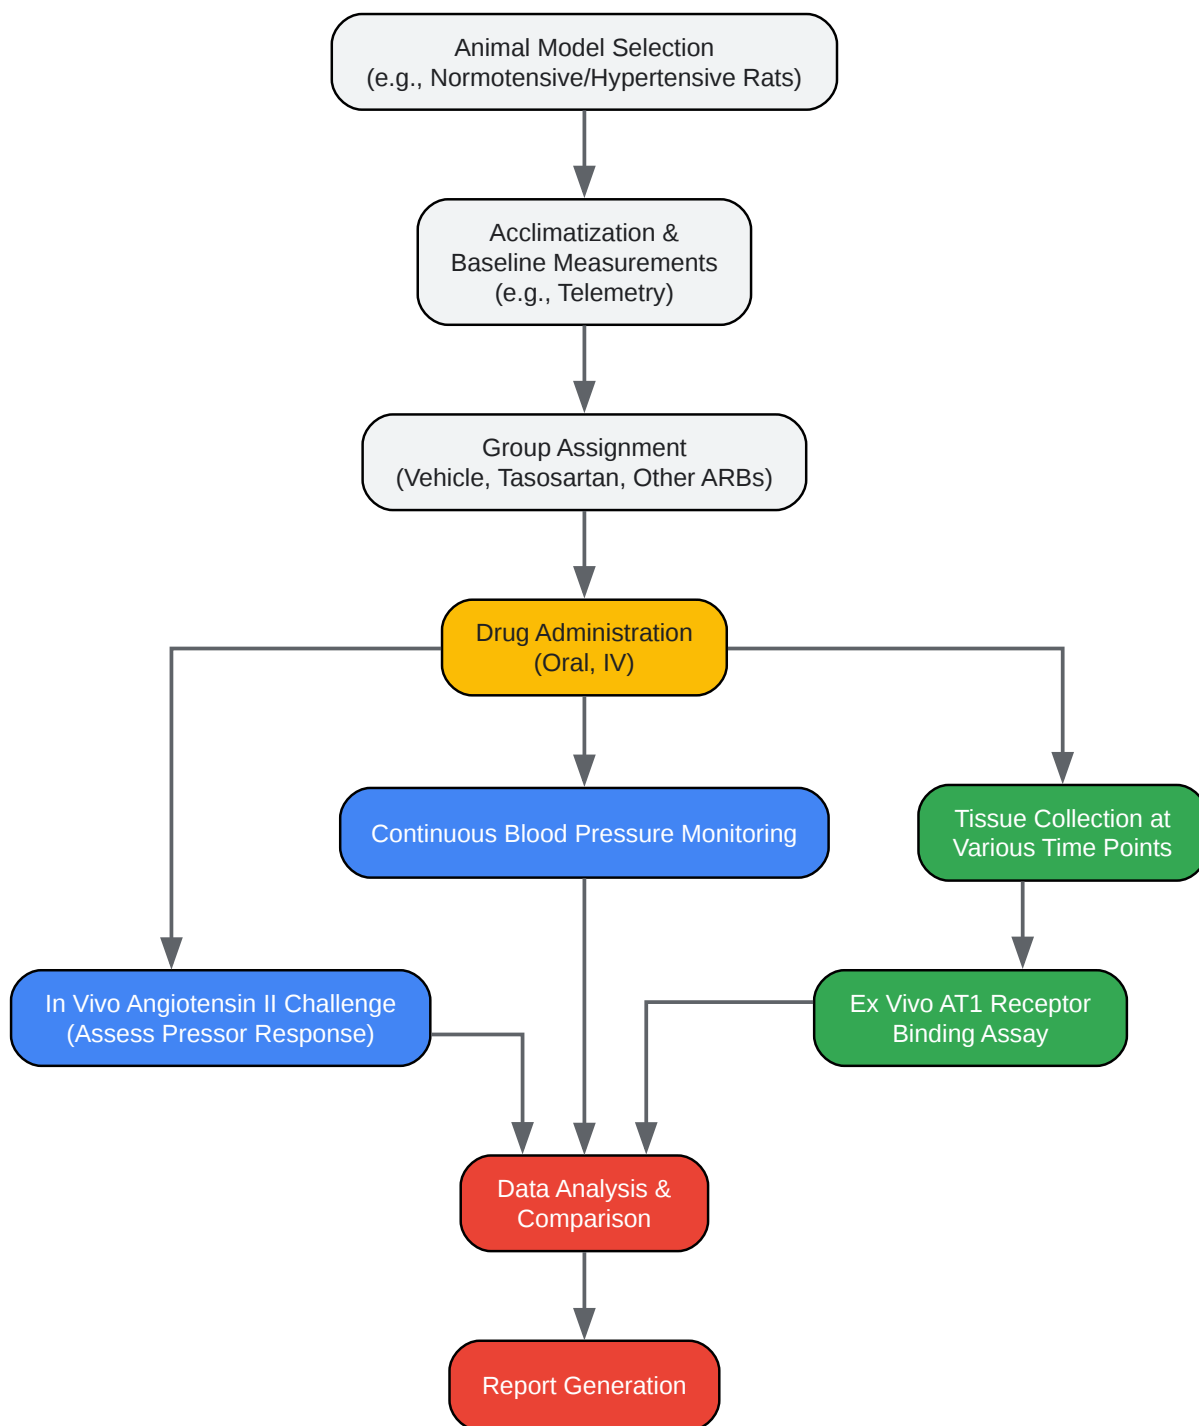 Animal Model Selection
(e.g., Normotensive/Hypertensive Rats)
Acclimatization &
Baseline Measurements
(e.g., Telemetry)
Group Assignment
(Vehicle, Tasosartan, Other ARBs)
Drug Administration
(Oral, IV)
Continuous Blood Pressure Monitoring
Tissue Collection at
Various Time Points
In Vivo Angiotensin II Challenge
(Assess Pressor Response)
Ex Vivo AT1 Receptor
Binding Assay
Data Analysis &
Comparison
Report Generation